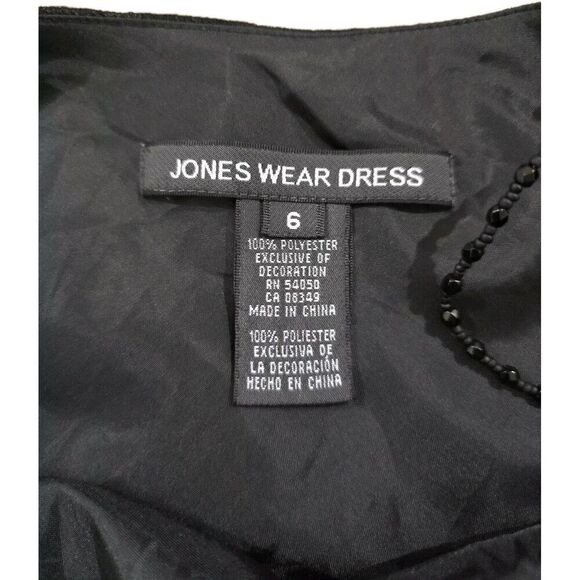 JONES WEAR DRESS
6
100% POLYESTER
EXCLUSIVE OF
DECORATION
RN 54050
CA 08349
MADE IN CHINA
100% POLIESTER
EXCLUSIVA DE
LA DECORACIÓN
HECHO EN CHINA